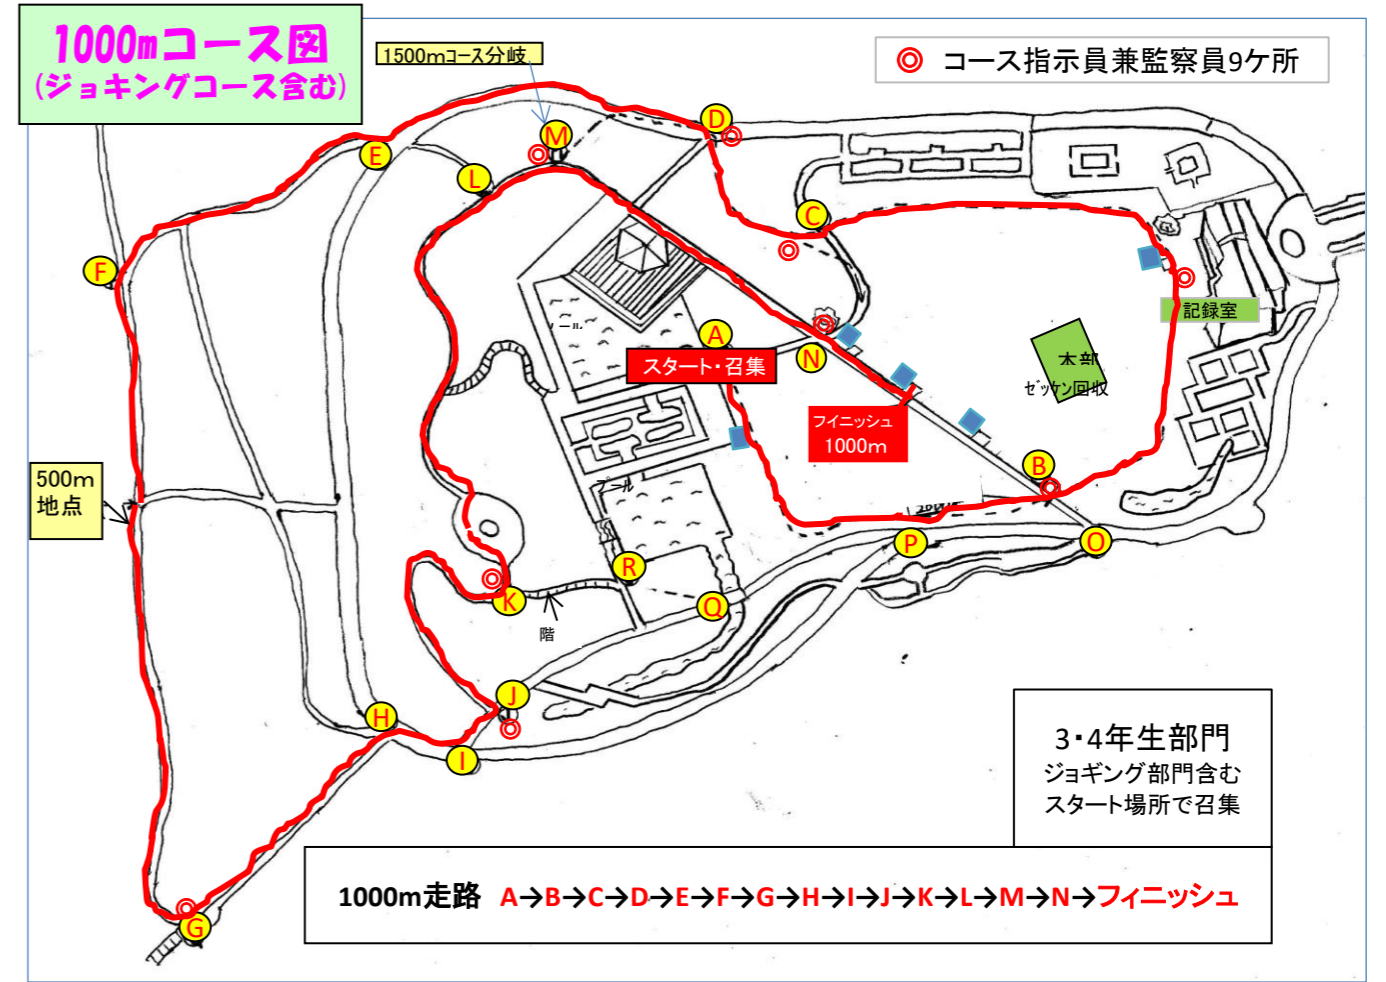 1000mコース図
(ジョキングコース含む)
1500mコース分岐
コース指示員兼監察員9ケ所
D
M
E
L
C
F
A
N
スタート・召集
記録室
本部
ゼッケン回収
フイニッシュ
1000m
B
500m
地点
プール
P
O
R
Q
K
階
J
H
I
G
3・4年生部門
ジョギング部門含む
スタート場所で召集
1000m走路 A→B→C→D→E→F→G→H→I→J→K→L→M→N→フィニッシュ